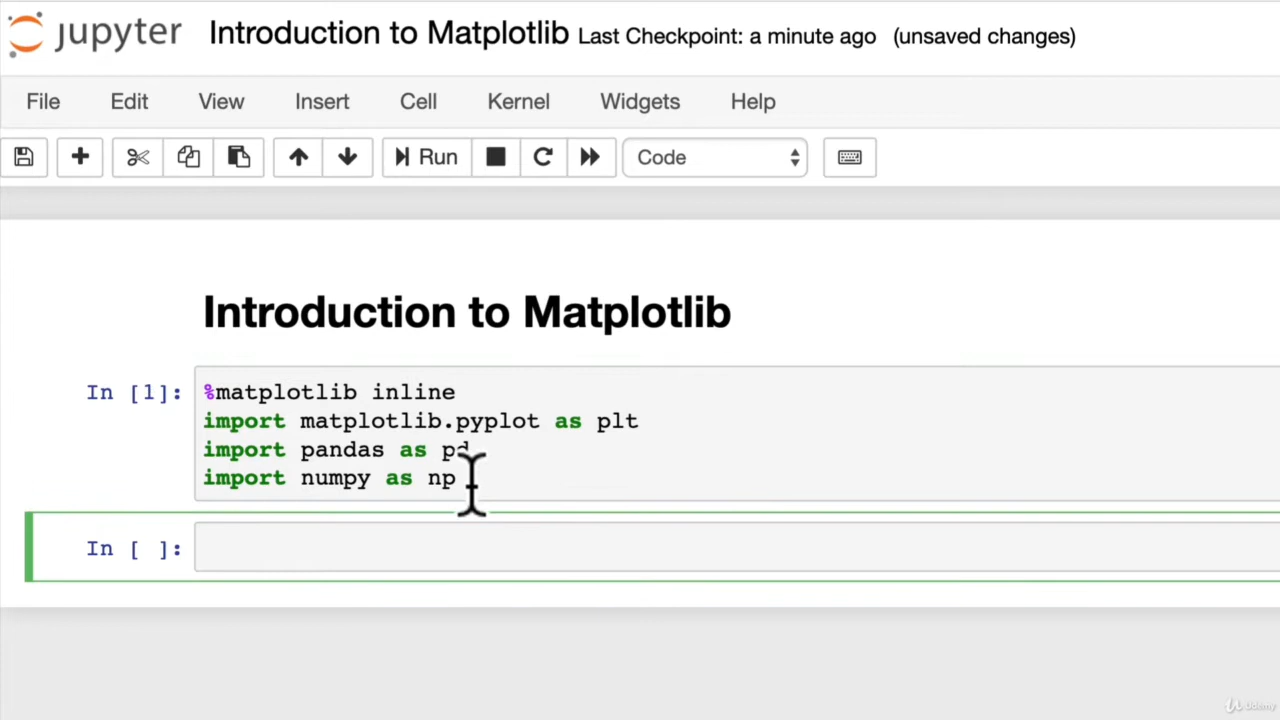 jupyter Introduction to Matplotlib Last Checkpoint: a minute ago (unsaved changes)
File Edit View Insert Cell Kernel Widgets Help
Run Code
Introduction to Matplotlib
In [1]: %matplotlib inline
import matplotlib.pyplot as plt
import pandas as pd
import numpy as np
In [ ]:
Udemy